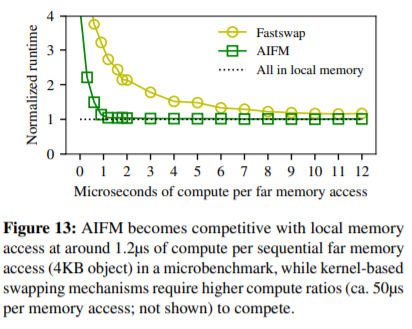 4
3
2
1
0
Normalized runtime
Fastswap
AIFM
All in local memory
0 1 2 3 4 5 6 7 8 9 10 11 12
Microseconds of compute per far memory access
Figure 13: AIFM becomes competitive with local memory
access at around 1.2μs of compute per sequential far memory
access (4KB object) in a microbenchmark, while kernel-based
swapping mechanisms require higher compute ratios (ca. 50μs
per memory access; not shown) to compete.